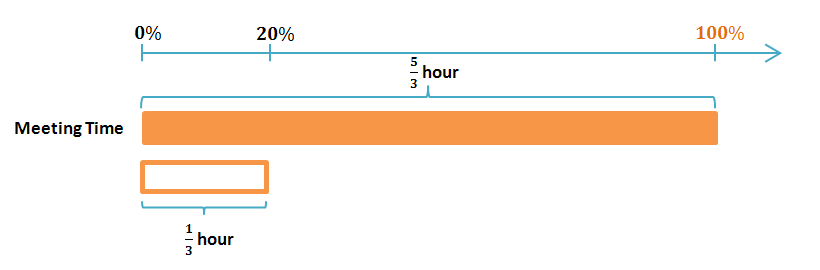 0% 20% 100%
5/3 hour
Meeting Time
1/3 hour